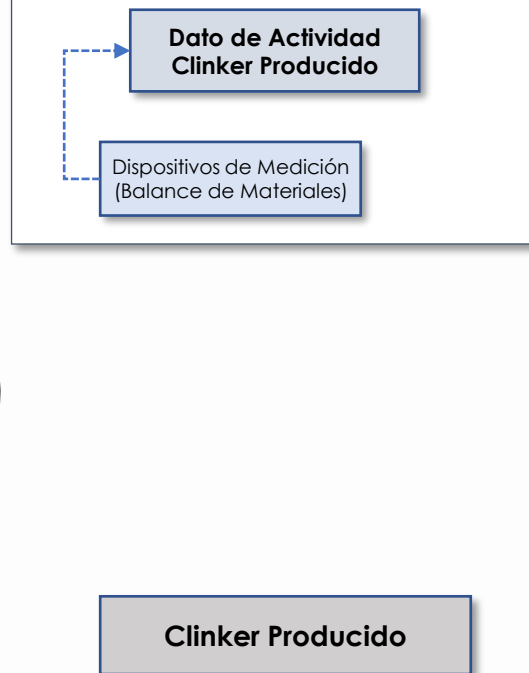 Dato de Actividad
Clinker Producido
Dispositivos de Medición
(Balance de Materiales)
Clinker Producido